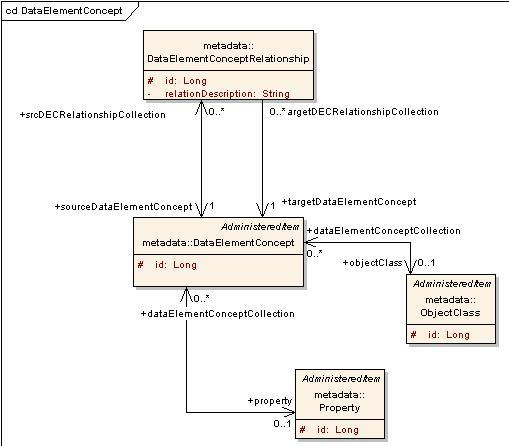 cd DataElementConcept
metadata::
DataElementConceptRelationship
# id: Long
- relationDescription: String
+srcDECRelationshipCollection
0..*
0..*
argetDECRelationshipCollection
+sourceDataElementConcept
1
1
+targetDataElementConcept
AdministeredItem
metadata::DataElementConcept
# id: Long
+dataElementConceptCollection
0..*
+objectClass
0..1
AdministeredItem
metadata::
ObjectClass
# id: Long
0..*
+dataElementConceptCollection
+property
0..1
AdministeredItem
metadata::
Property
# id: Long